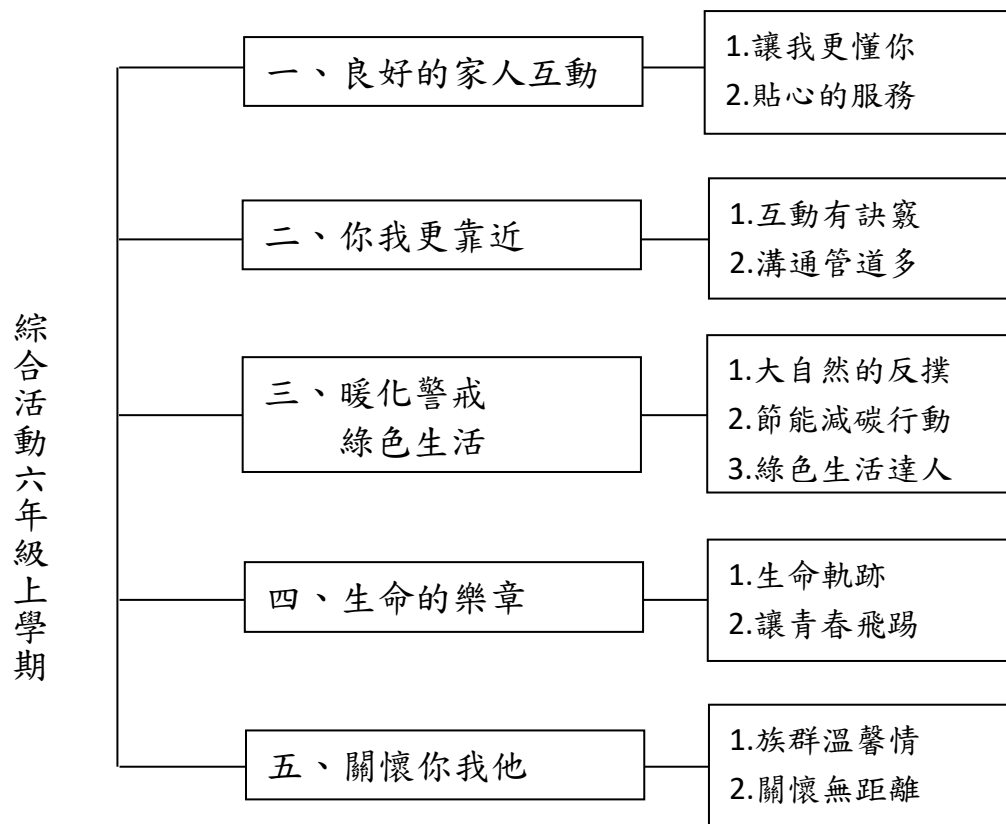 綜合活動六年級上學期
一、良好的家人互動
1.讓我更懂你
2.貼心的服務
二、你我更靠近
1.互動有訣竅
2.溝通管道多
三、暖化警戒
綠色生活
1.大自然的反撲
2.節能減碳行動
3.綠色生活達人
四、生命的樂章
1.生命軌跡
2.讓青春飛踢
五、關懷你我他
1.族群溫馨情
2.關懷無距離